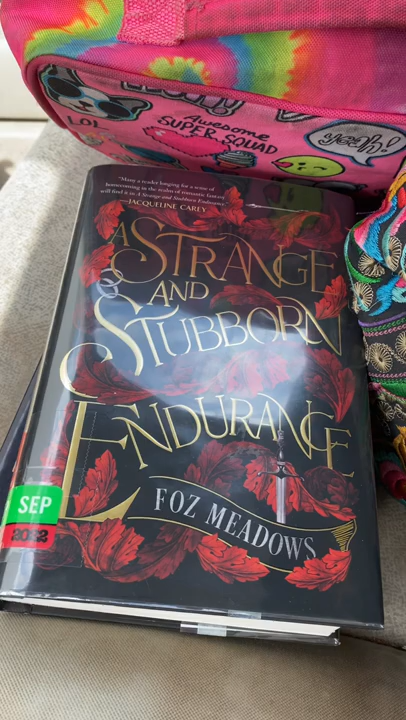 Awesome
SUPER SQUAD
yeah!
LOL
"Many a reader longing for a sense of
homecoming in the realm of romantic fantasy
will find it in A Strange and Stubborn Endurance."
—JACQUELINE CAREY
A STRANGE
AND
STUBBORN
ENDURANCE
FOZ MEADOWS
SEP
2022